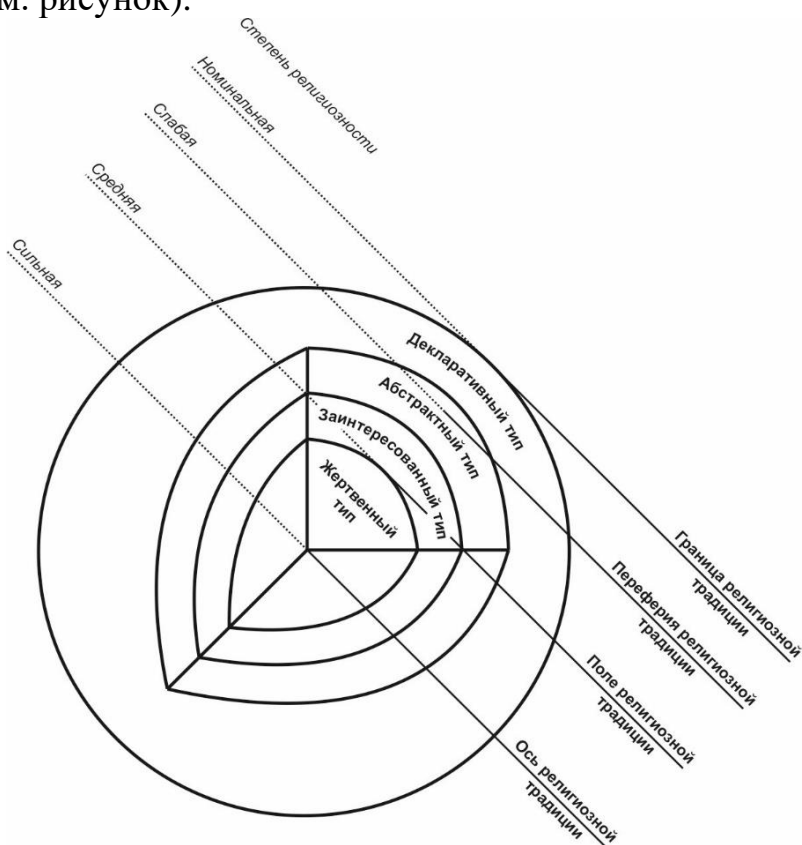 м. рисунок).
Степень религиозности
Номинальная
Слабая
Средняя
Сильная
Декларативный тип
Абстрактный тип
Заинтересованный тип
Жертвенный
тип
Граница религиозной
традиции
Переферия религиозной
традиции
Поле религиозной
традиции
Ось религиозной
традиции